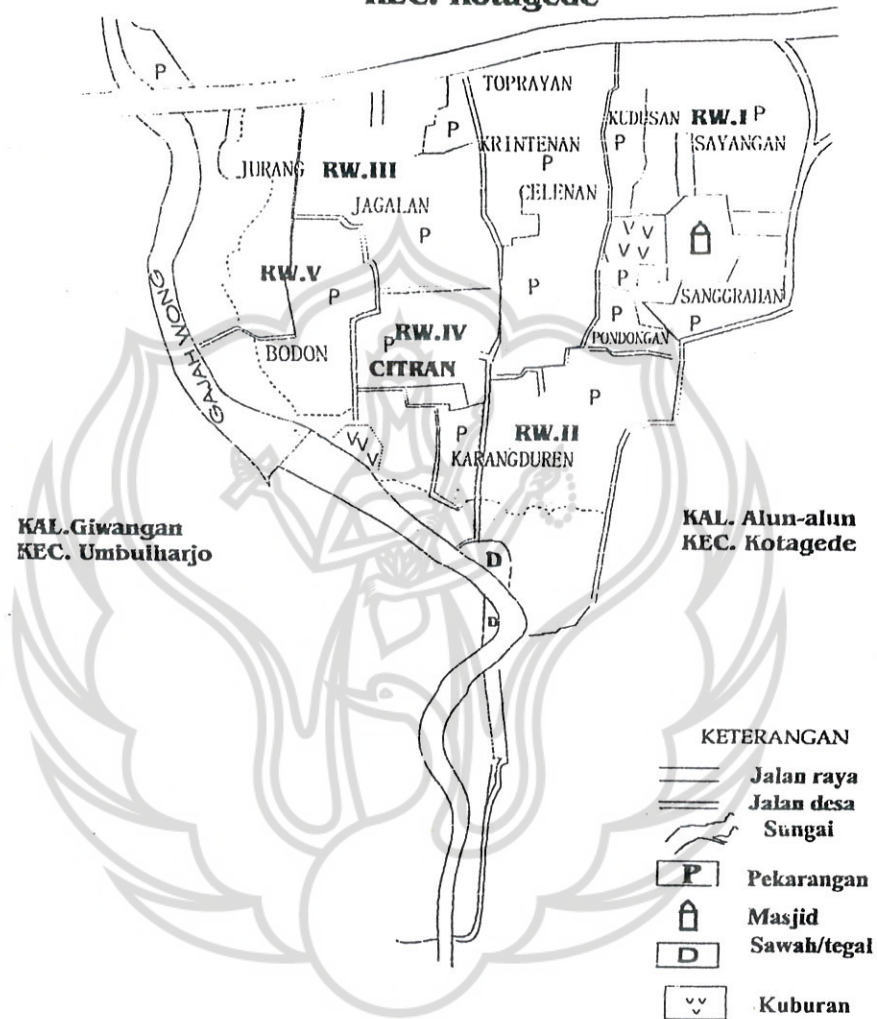 KEC. Kotagede
P
TOPRAYAN
KUDUSAN RW.I P
P
KRINTENAN
P
SAYANGAN
JURANG RW.III
P
CELENAN
JAGALAN
P
V V
V V
RW.V
P
P
P
SANGGRAHAN
GAJAH WONG
P
P
RW.IV
P
PONDONGAN
BODON
CITRAN
P
V V
V
P
RW.II
KARANGDUREN
KAL.Giwangan
KEC. Umbulharjo
KAL. Alun-alun
KEC. Kotagede
D
D
KETERANGAN
Jalan raya
Jalan desa
Sungai
P Pekarangan
Masjid
D Sawah/tegal
V V
V
Kuburan